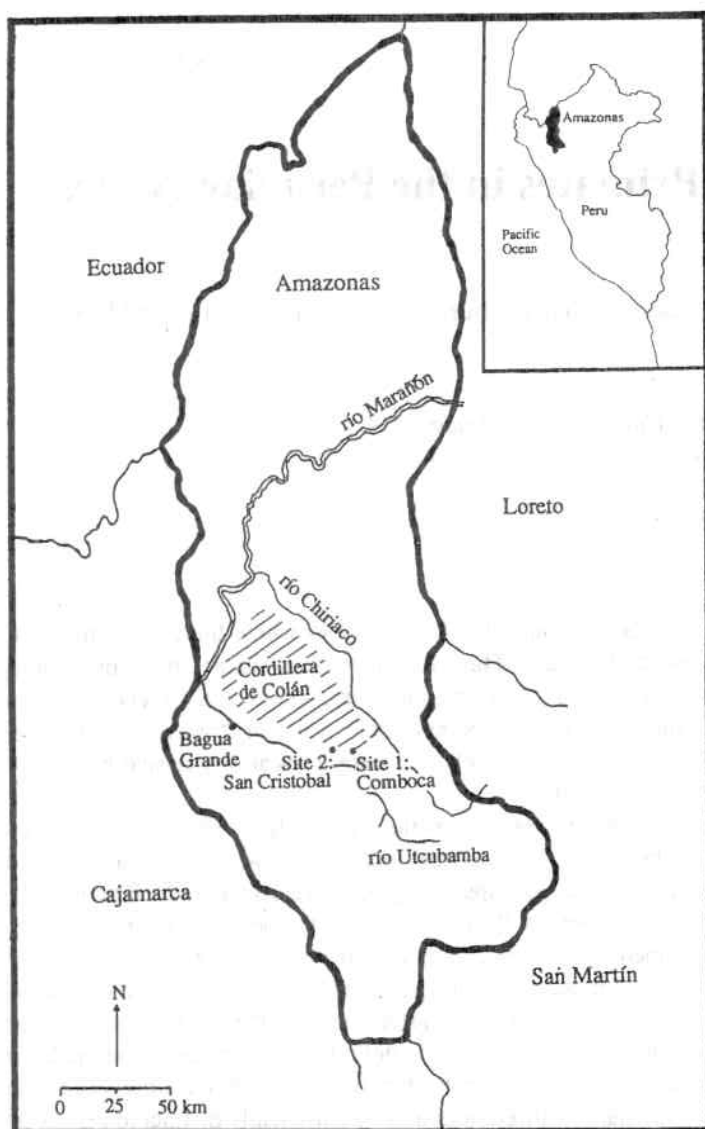 Amazonas
Peru
Pacific
Ocean
Ecuador
Amazonas
río Marañón
Loreto
río Chiriaco
Cordillera
de Colán
Bagua
Grande
Site 2:
San Cristobal
Site 1:
Comboca
río Utcubamba
Cajamarca
San Martín
N
0 25 50 km